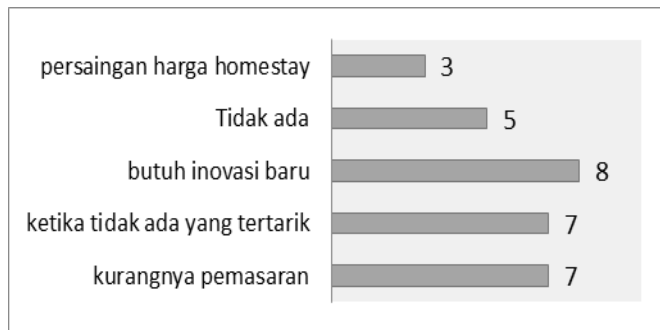 persaingan harga homestay 3
Tidak ada 5
butuh inovasi baru 8
ketika tidak ada yang tertarik 7
kurangnya pemasaran 7